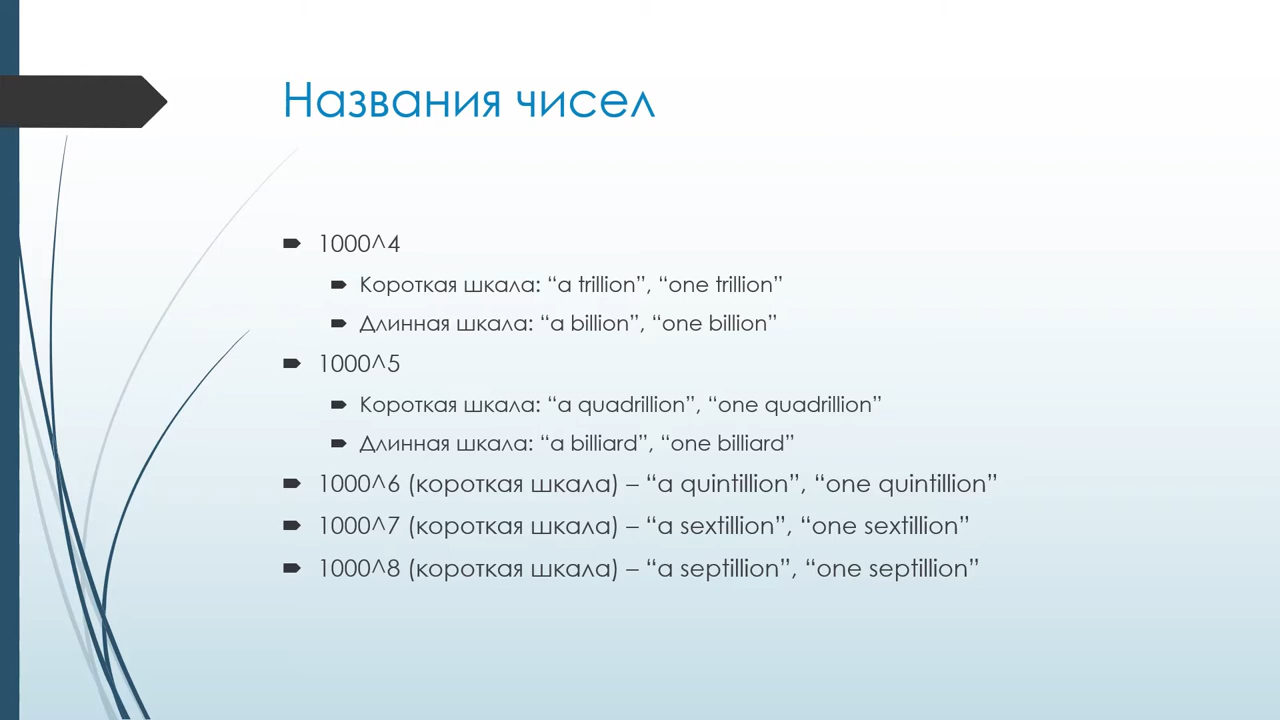 Названия чисел
1000^4
Короткая шкала: “a trillion”, “one trillion”
Длинная шкала: “a billion”, “one billion”
1000^5
Короткая шкала: “a quadrillion”, “one quadrillion”
Длинная шкала: “a billiard”, “one billiard”
1000^6 (короткая шкала) – “a quintillion”, “one quintillion”
1000^7 (короткая шкала) – “a sextillion”, “one sextillion”
1000^8 (короткая шкала) – “a septillion”, “one septillion”